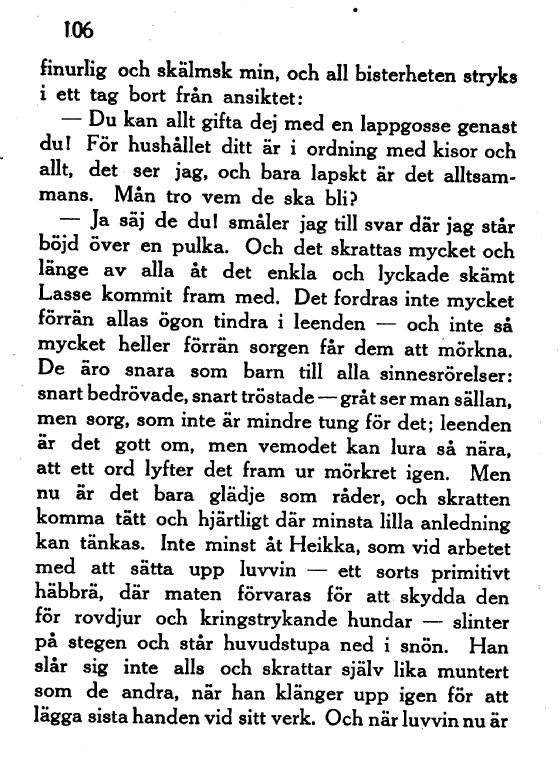 106
finurlig och skälmsk min, och all bisterheten stryks
i ett tag bort från ansiktet:
— Du kan allt gifta dej med en lappgosse genast
du! För hushållet ditt är i ordning med kisor och
allt, det ser jag, och bara lapskt är det alltsam-
mans. Mån tro vem de ska bli?
— Ja säj de du! småler jag till svar där jag står
böjd över en pulka. Och det skrattas mycket och
länge av alla åt det enkla och lyckade skämt
Lasse kommit fram med. Det fordras inte mycket
förrän allas ögon tindra i leenden — och inte så
mycket heller förrän sorgen får dem att mörkna.
De äro snara som barn till alla sinnesrörelser:
snart bedrövade, snart tröstade — gråt ser man sällan,
men sorg, som inte är mindre tung för det; leenden
är det gott om, men vemodet kan lura så nära,
att ett ord lyfter det fram ur mörkret igen. Men
nu är det bara glädje som råder, och skratten
komma tätt och hjärtligt där minsta lilla anledning
kan tänkas. Inte minst åt Heikka, som vid arbetet
med att sätta upp luvvin — ett sorts primitivt
häbbrä, där maten förvaras för att skydda den
för rovdjur och kringstrykande hundar — slinter
på stegen och står huvudstupa ned i snön. Han
slår sig inte alls och skrattar själv lika muntert
som de andra, när han klänger upp igen för att
lägga sista handen vid sitt verk. Och när luvvin nu är